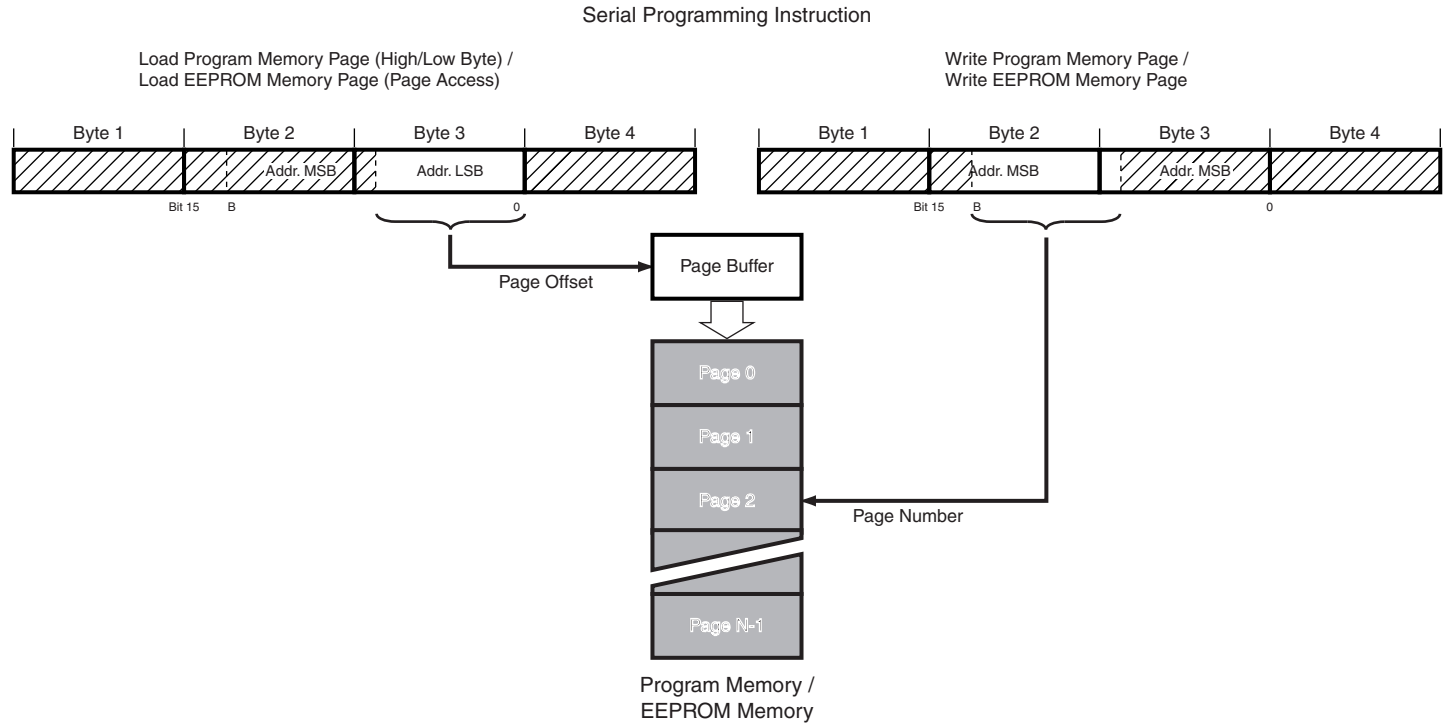 Serial Programming Instruction
Load Program Memory Page (High/Low Byte) /
Load EEPROM Memory Page (Page Access)
Write Program Memory Page /
Write EEPROM Memory Page
Byte 1 Byte 2 Byte 3 Byte 4
Byte 1 Byte 2 Byte 3 Byte 4
Addr. MSB Addr. LSB
Addr. MSB Addr. MSB
Bit 15 B 0
Bit 15 B 0
Page Buffer
Page Offset
Page 0
Page 1
Page 2
Page Number
Page N-1
Program Memory /
EEPROM Memory